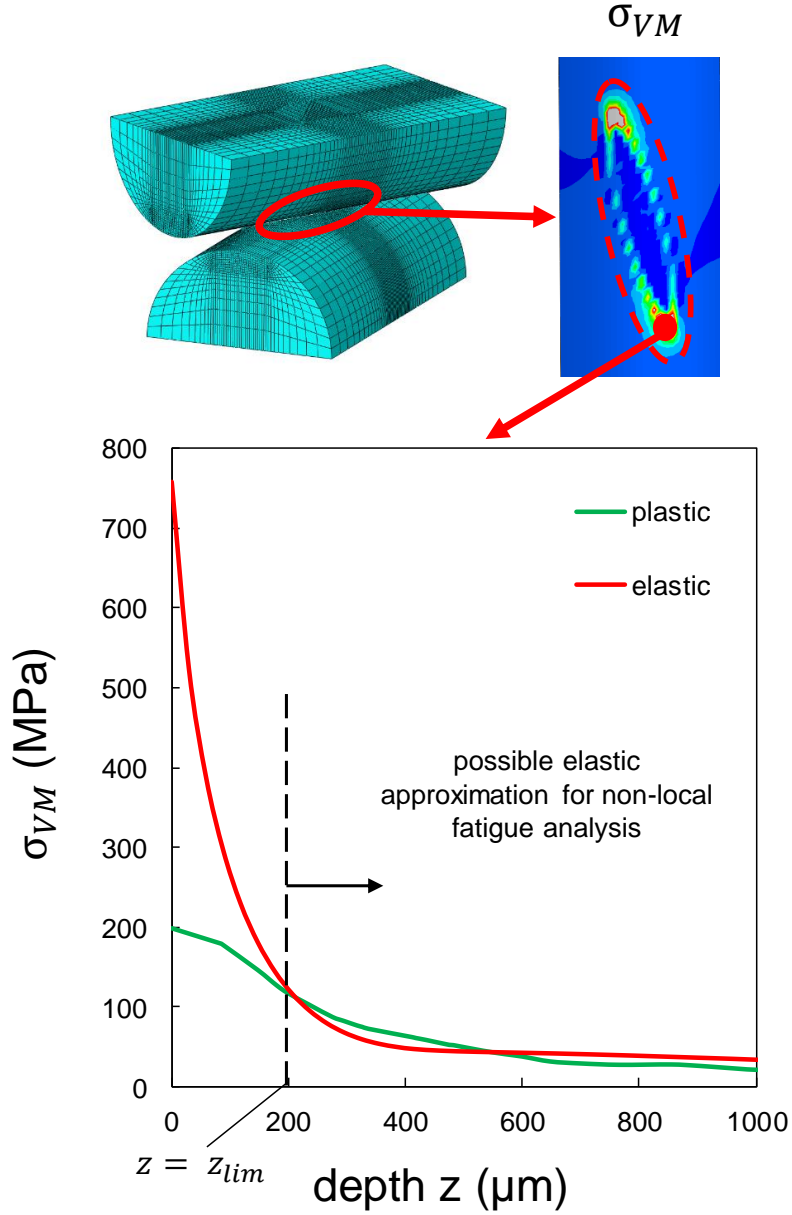 σVM
800
700
600
500
400
300
200
100
0
σVM (MPa)
plastic
elastic
possible elastic
approximation for non-local
fatigue analysis
0
200
400
600
800
1000
z = zlim
depth z (µm)